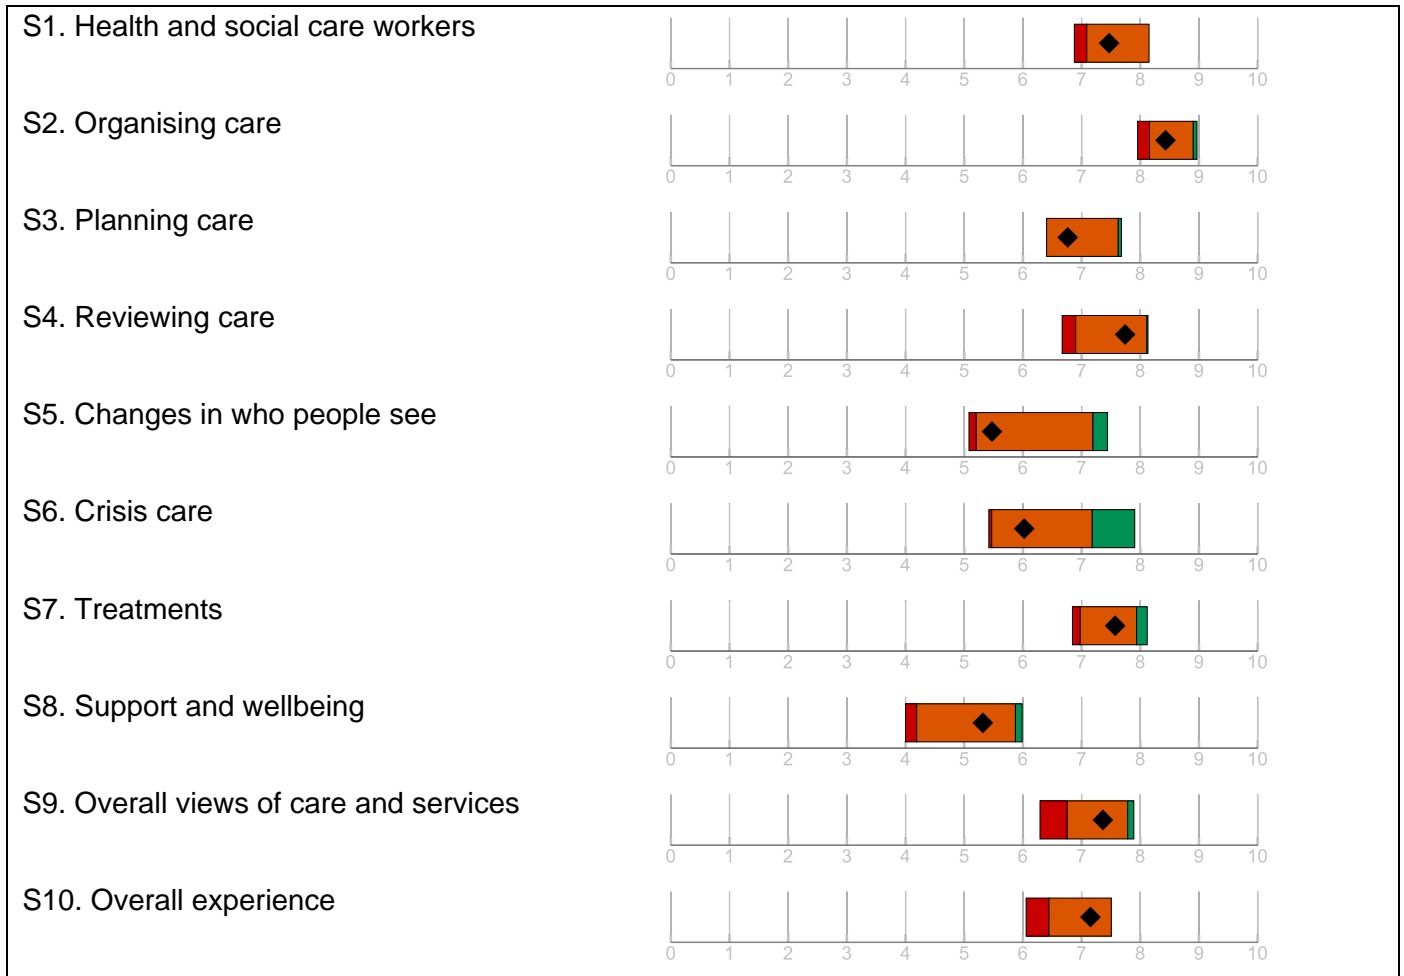 S1. Health and social care workers
0 1 2 3 4 5 6 7 8 9 10
S2. Organising care
0 1 2 3 4 5 6 7 8 9 10
S3. Planning care
0 1 2 3 4 5 6 7 8 9 10
S4. Reviewing care
0 1 2 3 4 5 6 7 8 9 10
S5. Changes in who people see
0 1 2 3 4 5 6 7 8 9 10
S6. Crisis care
0 1 2 3 4 5 6 7 8 9 10
S7. Treatments
0 1 2 3 4 5 6 7 8 9 10
S8. Support and wellbeing
0 1 2 3 4 5 6 7 8 9 10
S9. Overall views of care and services
0 1 2 3 4 5 6 7 8 9 10
S10. Overall experience
0 1 2 3 4 5 6 7 8 9 10